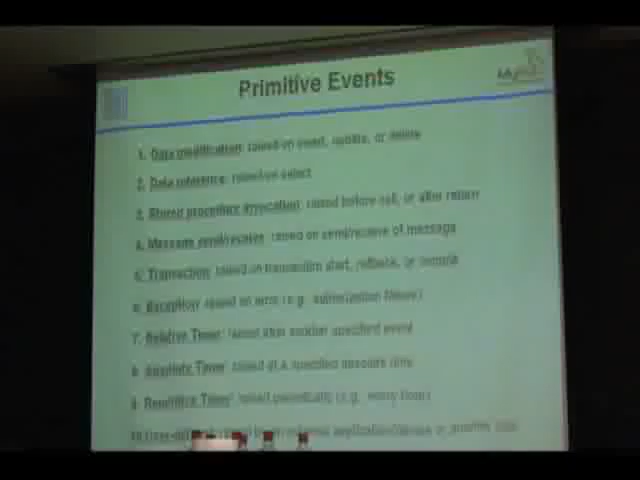 Primitive Events
1. Data modification: raised on insert, update, or delete
2. Data reference: raised on select
3. Stored procedure invocation: raised before call, or after return
4. Message send/receive: raised on send/receive of message
5. Transaction: raised on transaction start, rollback, or commit
6. Exception: raised on error (e.g. authorization failure)
7. Relative Timer: raised after another specified event
8. Absolute Timer: raised at a specified absolute time
9. Repetitive Timer: raised periodically (e.g. every hour)
10. User-defined: application/